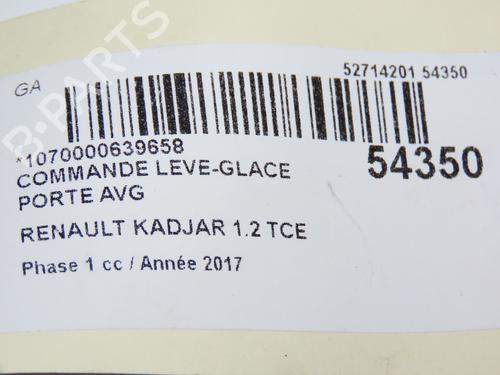 52714201 54350
GA
*1070000639658
54350
COMMANDE LEVE-GLACE
PORTE AVG
RENAULT KADJAR 1.2 TCE
Phase 1 cc / Année 2017
B-PARTS